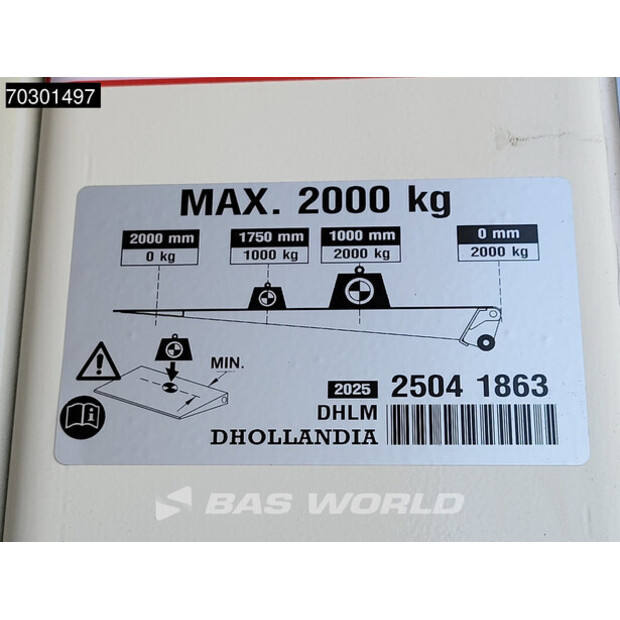 70301497
MAX. 2000 kg
2000 mm 1750 mm 1000 mm 0 mm
0 kg 1000 kg 2000 kg 2000 kg
MIN.
2025 2504 1863
DHLM
DHOLLANDIA
BAS WORLD